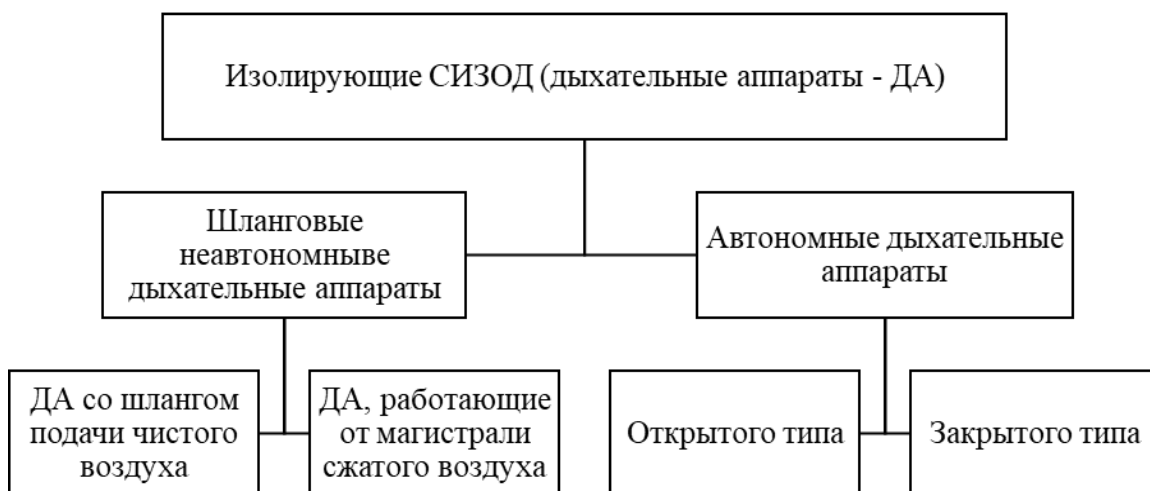 Изолирующие СИЗОД (дыхательные аппараты - ДА)
Шланговые
неавтономныве
дыхательные аппараты
Автономные дыхательные
аппараты
ДА со шлангом
подачи чистого
воздуха
ДА, работающие
от магистрали
сжатого воздуха
Открытого типа
Закрытого типа